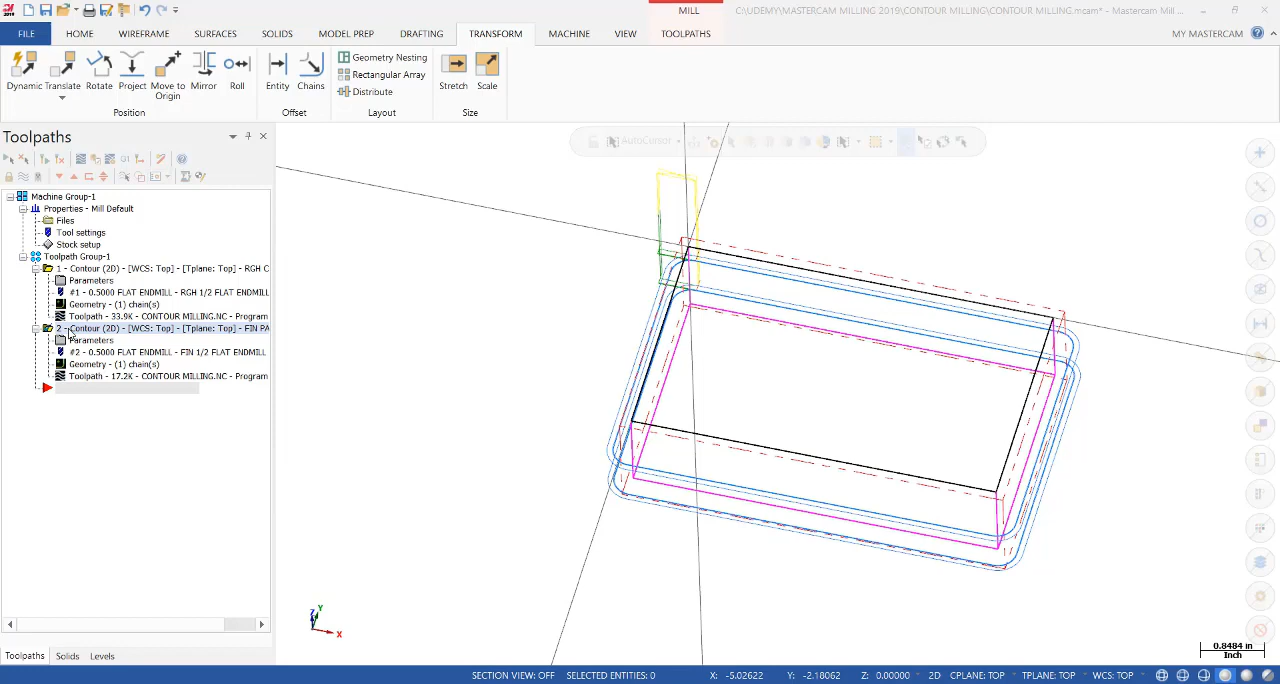 2019
MILL
C:\UDEMY\MASTERCAM MILLING 2019\CONTOUR MILLING\CONTOUR MILLING.mcam* - Mastercam Mill ...
FILE HOME WIREFRAME SURFACES SOLIDS MODEL PREP DRAFTING TRANSFORM MACHINE VIEW TOOLPATHS MY MASTERCAM
Dynamic Translate Rotate Project Move to Origin Mirror Roll
Position
Entity Chains
Offset
Geometry Nesting
Rectangular Array
Distribute
Layout
Stretch Scale
Size
Toolpaths
AutoCursor
G1
Machine Group-1
Properties - Mill Default
Files
Tool settings
Stock setup
Toolpath Group-1
1 - Contour (2D) - [WCS: Top] - [Tplane: Top] - RGH C
Parameters
#1 - 0.5000 FLAT ENDMILL - RGH 1/2 FLAT ENDMILL
Geometry - (1) chain(s)
Toolpath - 33.9K - CONTOUR MILLING.NC - Program
2 - Contour (2D) - [WCS: Top] - [Tplane: Top] - FIN PA
Parameters
#2 - 0.5000 FLAT ENDMILL - FIN 1/2 FLAT ENDMILL
Geometry - (1) chain(s)
Toolpath - 17.2K - CONTOUR MILLING.NC - Program
Z Y X
0.8484 in
Inch
Toolpaths Solids Levels
SECTION VIEW: OFF SELECTED ENTITIES: 0 X: -5.02622 Y: -2.18062 Z: 0.00000 2D CPLANE: TOP TPLANE: TOP WCS: TOP